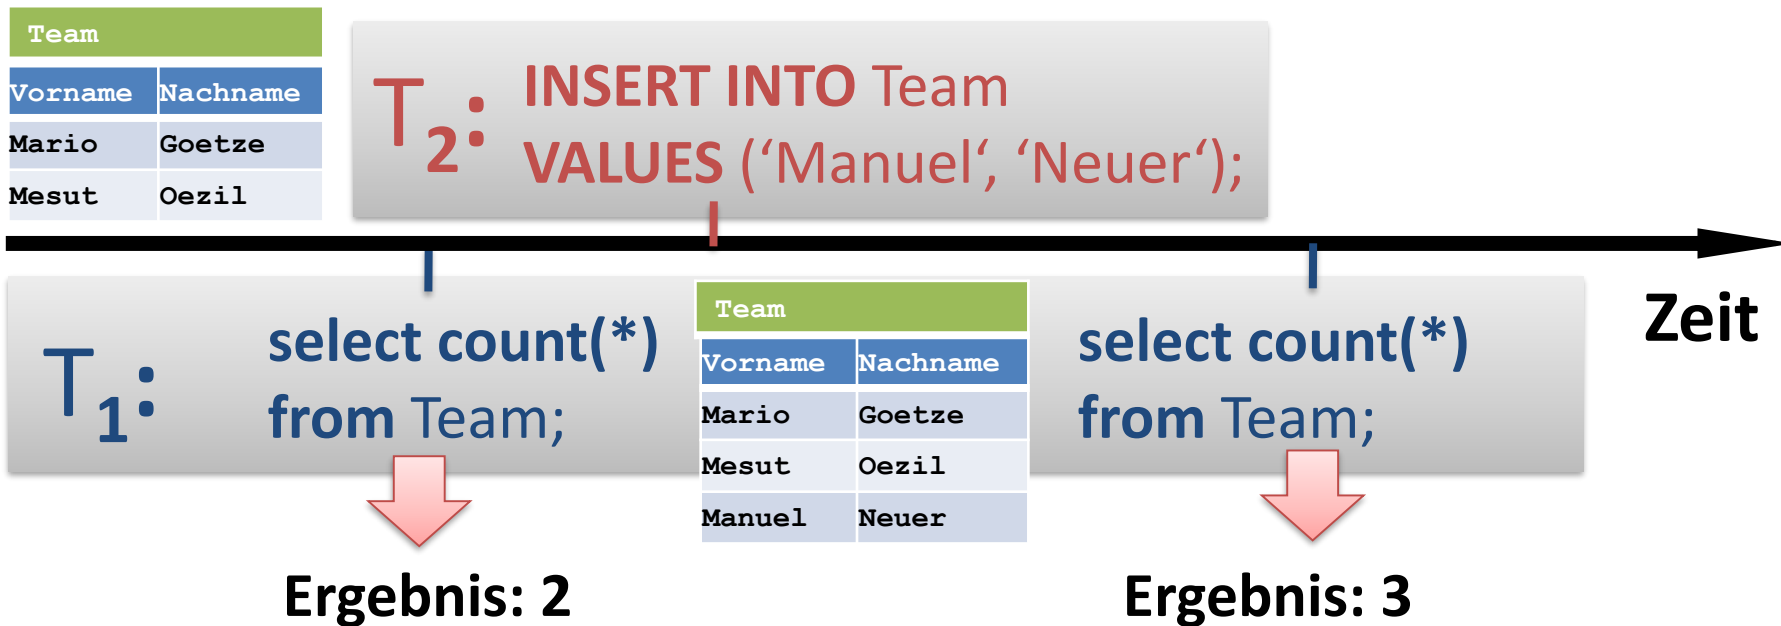 Team
Vorname Nachname
Mario Goetze
Mesut Oezil
T2: INSERT INTO Team
VALUES (‘Manuel‘, ‘Neuer‘);
Zeit
T1: select count(*)
from Team;
Team
Vorname Nachname
Mario Goetze
Mesut Oezil
Manuel Neuer
select count(*)
from Team;
Ergebnis: 2
Ergebnis: 3